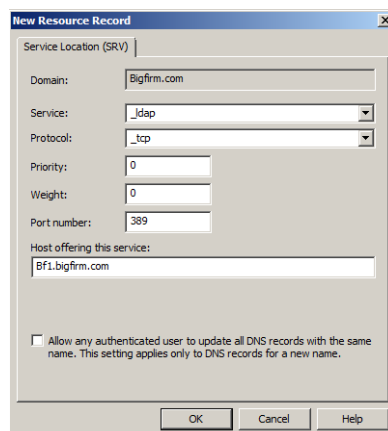 New Resource Record
Service Location (SRV)
Domain: Bigfirm.com
Service: _ldap
Protocol: _tcp
Priority: 0
Weight: 0
Port number: 389
Host offering this service:
Bf1.bigfirm.com
Allow any authenticated user to update all DNS records with the same
name. This setting applies only to DNS records for a new name.
OK Cancel Help